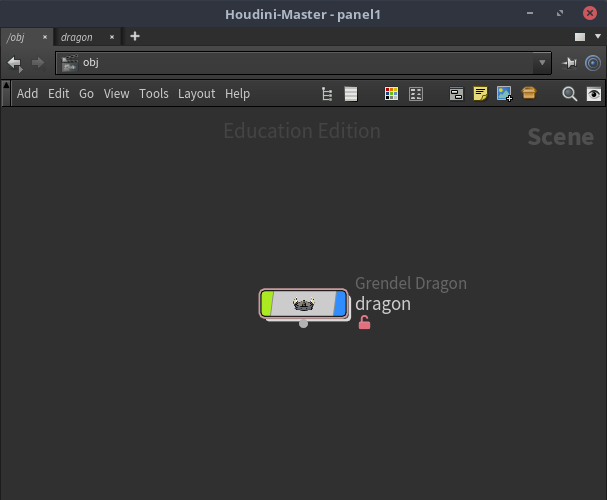 Houdini-Master - panel1
/obj
dragon
obj
Add Edit Go View Tools Layout Help
Education Edition
Scene
Grendel Dragon
dragon